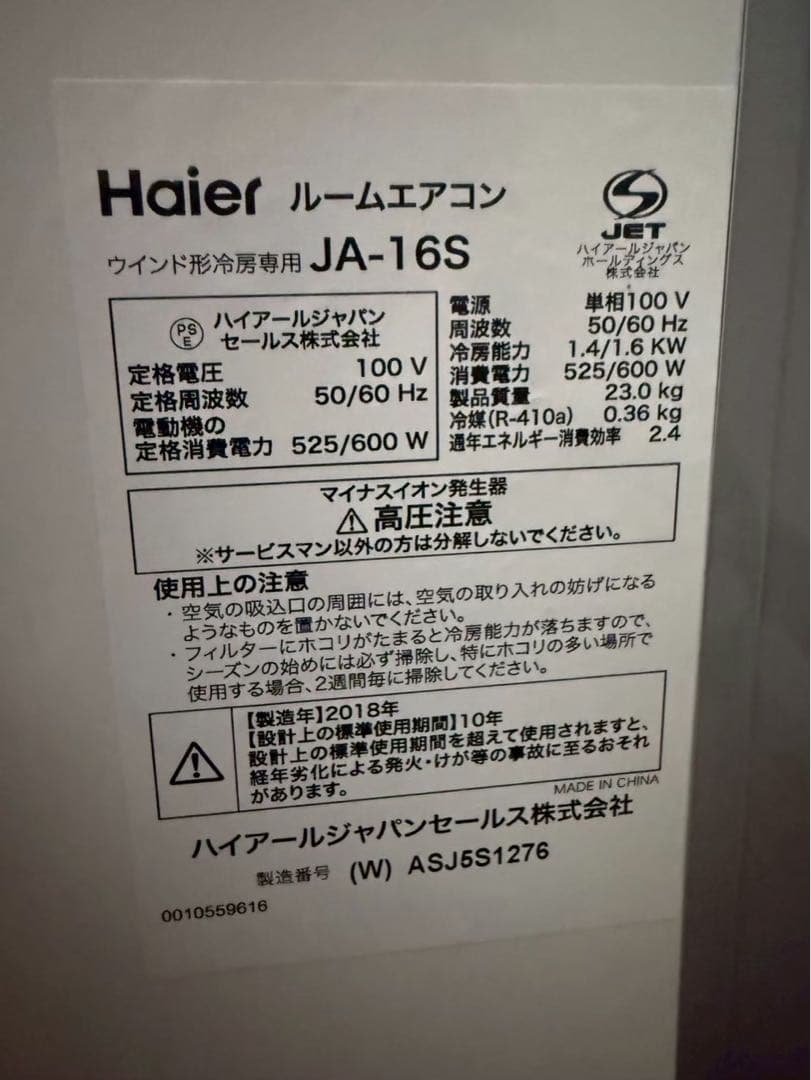 Haier ルームエアコン
ウインド形冷房専用 JA-16S
JET
ハイアールジャパン
ホールディングス
株式会社
PS
E
ハイアールジャパン
セールス株式会社
定格電圧 100 V
定格周波数 50/60 Hz
電動機の
定格消費電力 525/600 W
電源 単相100 V
周波数 50/60 Hz
冷房能力 1.4/1.6 KW
消費電力 525/600 W
製品質量 23.0 kg
冷媒(R-410a) 0.36 kg
通年エネルギー消費効率 2.4
マイナスイオン発生器
⚠高圧注意
※サービスマン以外の方は分解しないでください。
使用上の注意
・空気の吸込口の周囲には、空気の取り入れの妨げになる
ようなものを置かないでください。
・フィルターにホコリがたまると冷房能力が落ちますので、
シーズンの始めには必ず掃除し、特にホコリの多い場所で
使用する場合、2週間毎に掃除してください。
【製造年】2018年
【設計上の標準使用期間】10年
設計上の標準使用期間を超えて使用されますと、
経年劣化による発火・けが等の事故に至るおそれ
があります。
MADE IN CHINA
ハイアールジャパンセールス株式会社
製造番号 (W) ASJ5S1276
0010559616